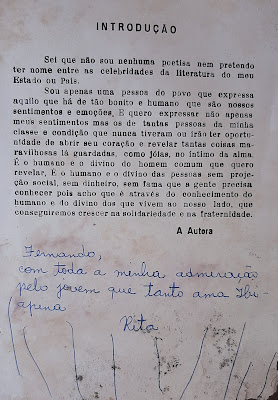 INTRODUÇÃO
Sei que não sou nenhuma poetisa nem pretendo
ter nome entre as celebridades da literatura do meu
Estado ou País.
Sou apenas uma pessoa do povo que expressa
aquilo que há de tão bonito e humano que são nossos
sentimentos e emoções. E quero expressar não apenas
meus sentimentos mas os de tantas pessoas da minha
classe e condição que nunca tiveram ou irão ter oportu-
nidade de abrir seu coração e revelar tantas coisas ma-
ravilhosas lá guardadas, como jóias, no íntimo da alma.
É o humano e o divino do homem comum que quero
revelar, É o humano e o divino das pessoas sem proje-
ção social, sem dinheiro, sem fama que a gente precisa
conhecer pois acho que é através do conhecimento do
humano e do divino dos que vivem ao nosso lado, que
conseguiremos crescer na solidariedade e na fraternidade.
A Autora
Fernando,
com toda a minha admiração
pelo jovem que tanto ama Ibi-
apina
Rita